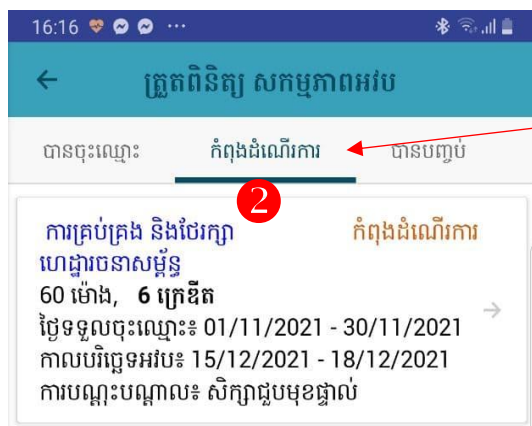 16:16
ត្រួតពិនិត្យ សកម្មភាពអវប
បានចុះឈ្មោះ កំពុងដំណើរការ បានបញ្ចប់
2
ការគ្រប់គ្រង និងថែរក្សា កំពុងដំណើរការ
ហេដ្ឋារចនាសម្ព័ន្ធ
60 ម៉ោង, 6 ក្រេឌីត
ថ្ងៃទទួលចុះឈ្មោះ៖ 01/11/2021 - 30/11/2021
កាលបរិច្ឆេទអវប៖ 15/12/2021 - 18/12/2021
ការបណ្តុះបណ្តាល៖ សិក្សាជួបមុខផ្ទាល់